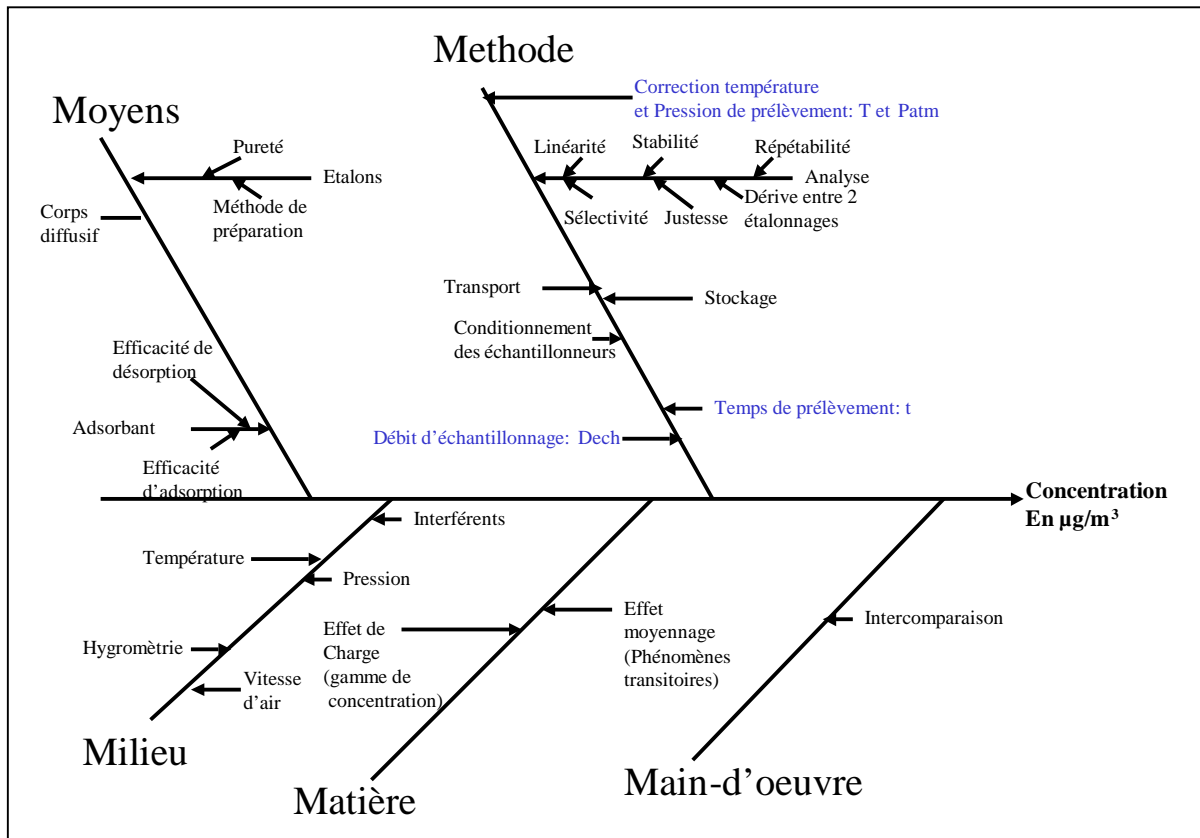 Methode
Correction température
et Pression de prélèvement: T et Patm
Moyens
Pureté
Etalons
Méthode de
préparation
Corps
diffusif
Linéarité
Stabilité
Répétabilité
Analyse
Sélectivité
Justesse
Dérive entre 2
étalonnages
Transport
Stockage
Conditionnement
des échantillonneurs
Efficacité de
désorption
Adsorbant
Efficacité
d'adsorption
Temps de prélèvement: t
Débit d'échantillonnage: Dech
Concentration
En µg/m³
Interférents
Température
Pression
Hygromètrie
Vitesse
d'air
Effet de
Charge
(gamme de
concentration)
Effet
moyennage
(Phénomènes
transitoires)
Intercomparaison
Milieu
Matière
Main-d'oeuvre